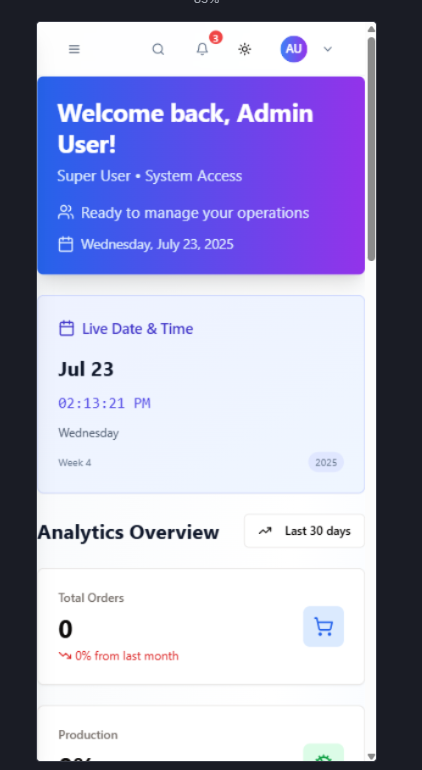 3
AU
Welcome back, Admin
User!
Super User • System Access
Ready to manage your operations
Wednesday, July 23, 2025
Live Date & Time
Jul 23
02:13:21 PM
Wednesday
Week 4
2025
Analytics Overview
Last 30 days
Total Orders
0
0% from last month
Production